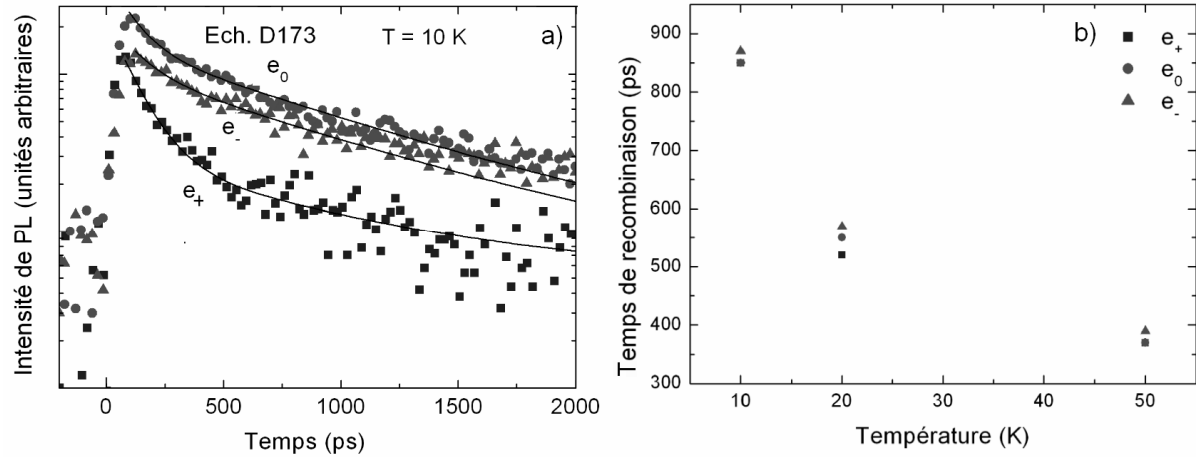 Ech. D173
T = 10 K
a)
e0
e-
e+
Intensité de PL (unités arbitraires)
0
500
1000
1500
2000
Temps (ps)
b)
e+
e0
e-
Temps de recombinaison (ps)
900
800
700
600
500
400
300
10
20
30
40
50
Température (K)